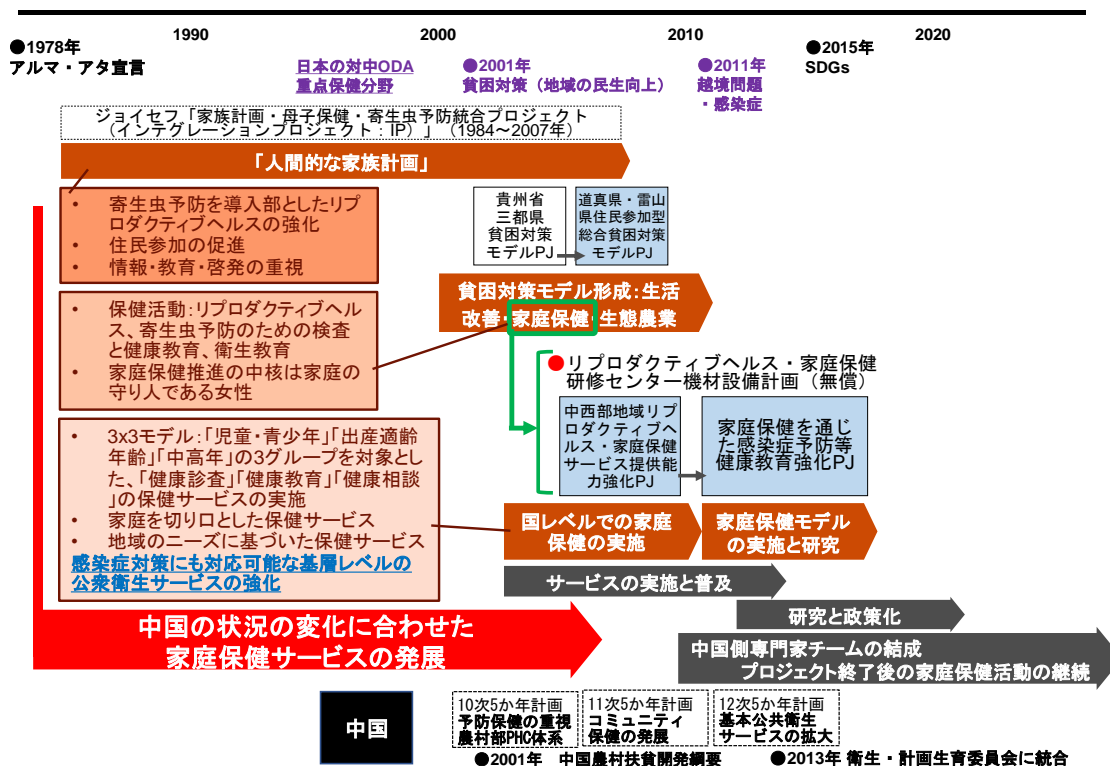 1990
2000
2010
2020
●1978年
アルマ・アタ宣言
日本の対中ODA
重点保健分野
●2001年
貧困対策（地域の民生向上）
●2011年
越境問題
・感染症
●2015年
SDGs
ジョイセフ「家族計画・母子保健・寄生虫予防統合プロジェクト
（インテグレーションプロジェクト：IP）」（1984～2007年）
「人間的な家族計画」
• 寄生虫予防を導入部としたリプ
ロダクティブヘルスの強化
• 住民参加の促進
• 情報・教育・啓発の重視
貴州省
三都県
貧困対策
モデルPJ
道真県・雷山
県住民参加型
総合貧困対策
モデルPJ
• 保健活動：リプロダクティブヘル
ス、寄生虫予防のための検査
と健康教育、衛生教育
• 家庭保健推進の中核は家庭の
守り人である女性
貧困対策モデル形成：生活
改善・家庭保健・生態農業
●リプロダクティブヘルス・家庭保健
研修センター機材設備計画（無償）
中西部地域リプ
ロダクティブヘ
ルス・家庭保健
サービス提供能
力強化PJ
家庭保健を通じ
た感染症予防等
健康教育強化PJ
• 3x3モデル：「児童・青少年」「出産適齢
年齢」「中高年」の3グループを対象とし
た、「健康診査」「健康教育」「健康相談
」の保健サービスの実施
• 家庭を切り口とした保健サービス
• 地域のニーズに基づいた保健サービス
感染症対策にも対応可能な基層レベルの
公衆衛生サービスの強化
国レベルでの家庭
保健の実施
家庭保健モデル
の実施と研究
サービスの実施と普及
研究と政策化
中国の状況の変化に合わせた
家庭保健サービスの発展
中国側専門家チームの結成
プロジェクト終了後の家庭保健活動の継続
中国
10次5か年計画
予防保健の重視
農村部PHC体系
11次5か年計画
コミュニティ
保健の発展
12次5か年計画
基本公共衛生
サービスの拡大
●2001年 中国農村扶貧開発綱要
●2013年 衛生・計画生育委員会に統合